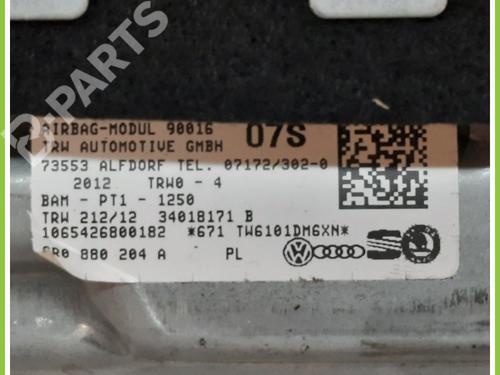 AIRBAG-MODUL 90016 07S
TRW AUTOMOTIVE GMBH
73553 ALFDORF TEL. 07172/302-0
2012 TRW0 - 4
BAM - PT1 - 1250
TRW 212/12 34018171 B
1065426800182 *671 TW6101DM6XN*
6R0 880 204 A PL
B-PARTS